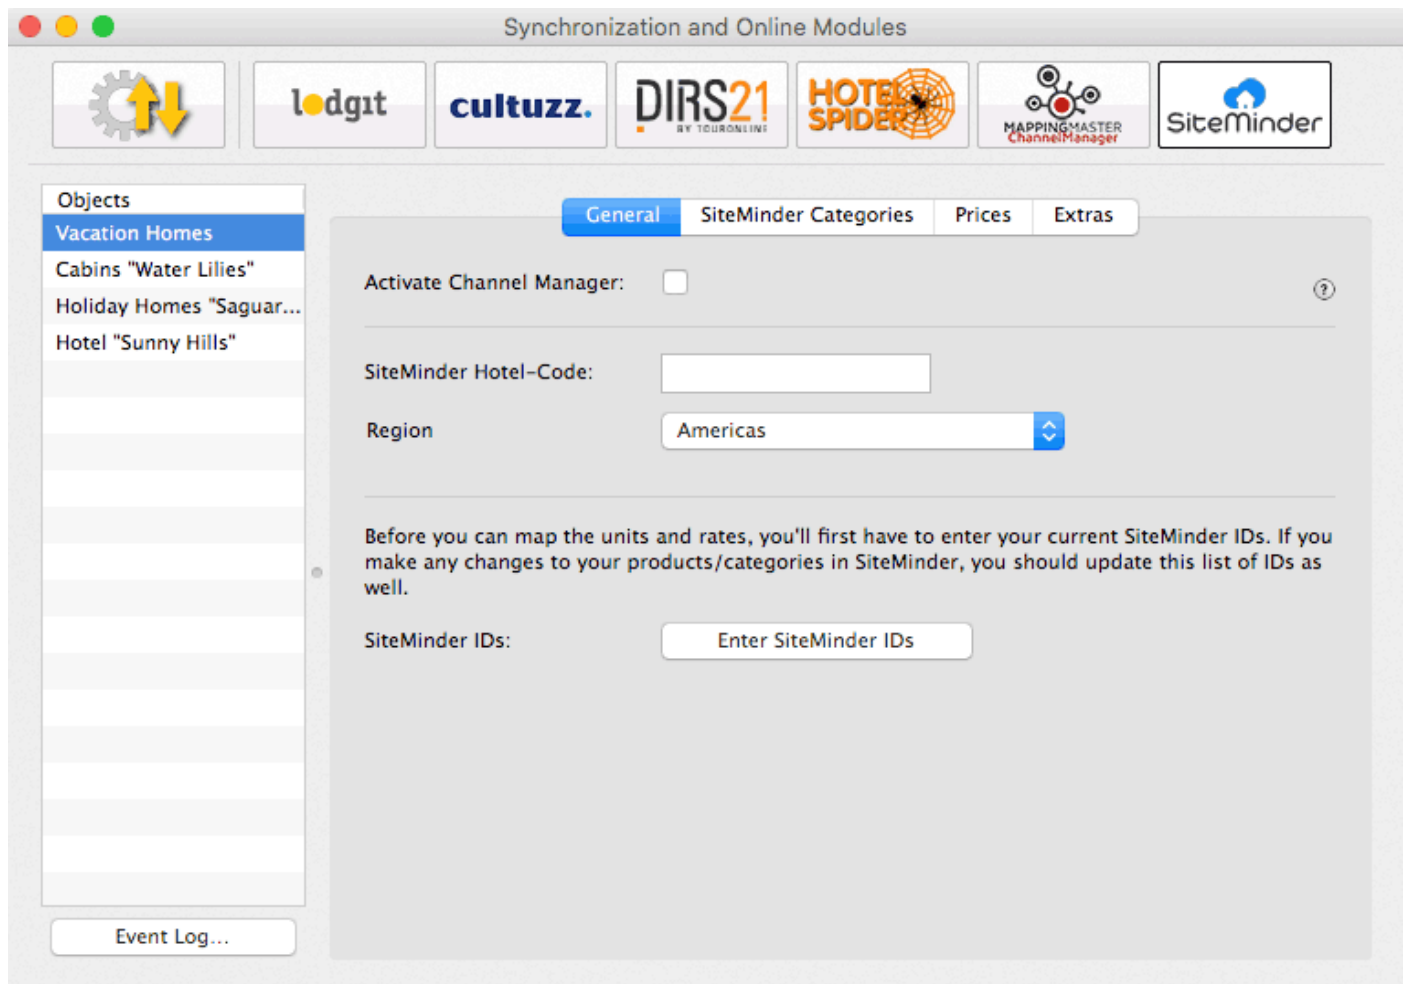 Synchronization and Online Modules
lodgit
cultuzz.
DIRS21
BY TOURONLINE
HOTEL
SPIDER
MAPPINGMASTER
ChannelManager
SiteMinder
Objects
Vacation Homes
Cabins "Water Lilies"
Holiday Homes "Saguar...
Hotel "Sunny Hills"
Event Log...
General
SiteMinder Categories
Prices
Extras
Activate Channel Manager:
?
SiteMinder Hotel-Code:
Region
Americas
Before you can map the units and rates, you'll first have to enter your current SiteMinder IDs. If you
make any changes to your products/categories in SiteMinder, you should update this list of IDs as
well.
SiteMinder IDs:
Enter SiteMinder IDs